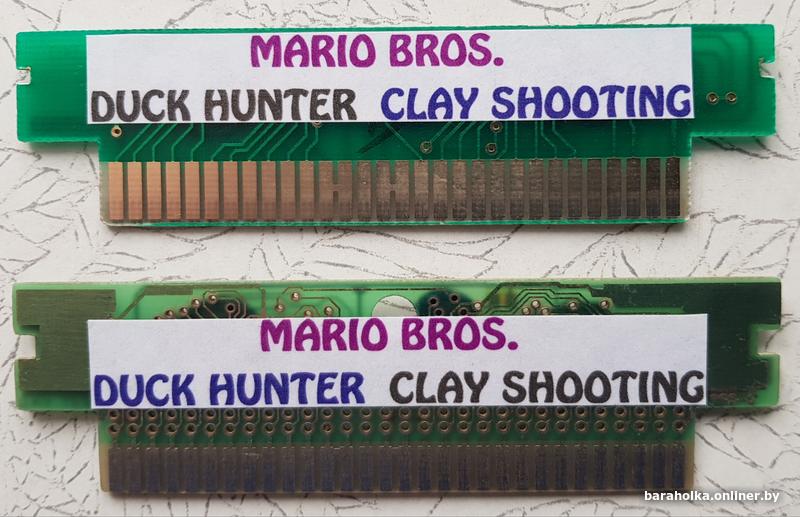 MARIO BROS.
DUCK HUNTER CLAY SHOOTING
MARIO BROS.
DUCK HUNTER CLAY SHOOTING
baraholka.onliner.by